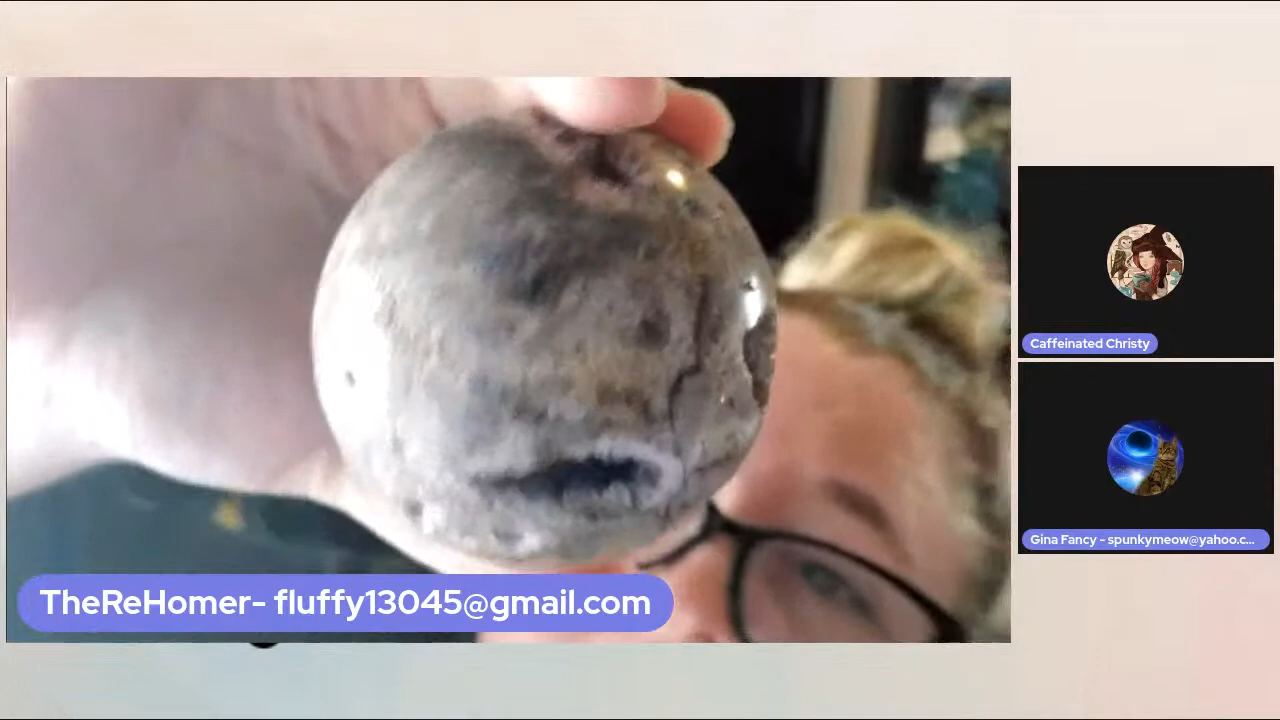 Caffeinated Christy
Gina Fancy - spunkymeow@yahoo.c...
TheReHomer- fluffy13045@gmail.com